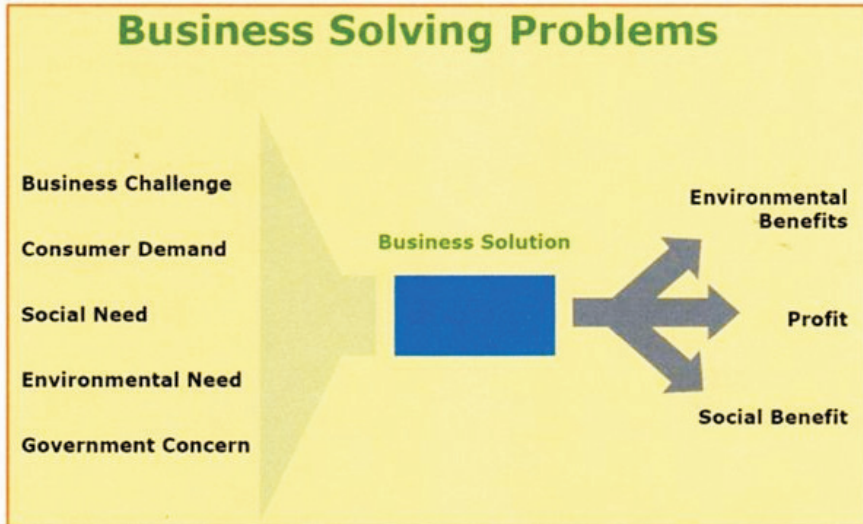 Business Solving Problems
Business Challenge
Consumer Demand
Social Need
Environmental Need
Government Concern
Business Solution
Environmental
Benefits
Profit
Social Benefit